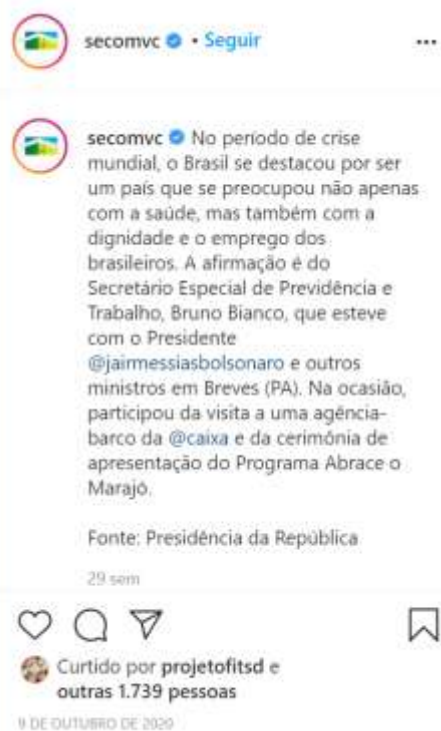 secomvc • Seguir
secomvc No período de crise
mundial, o Brasil se destacou por ser
um país que se preocupou não apenas
com a saúde, mas também com a
dignidade e o emprego dos
brasileiros. A afirmação é do
Secretário Especial de Previdência e
Trabalho, Bruno Bianco, que esteve
com o Presidente
@jairmessiasbolsonaro e outros
ministros em Breves (PA). Na ocasião,
participou da visita a uma agência-
barco da @caixa e da cerimônia de
apresentação do Programa Abrace o
Marajó.
Fonte: Presidência da República
29 sem
Curtido por projetofitsd e
outras 1.739 pessoas
9 DE OUTUBRO DE 2020